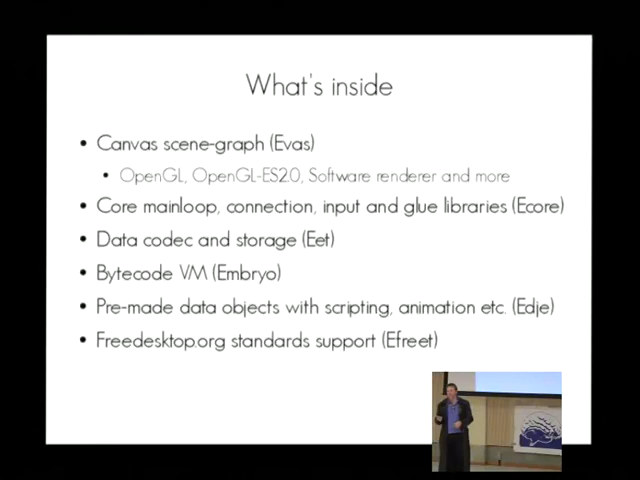 What's inside
• Canvas scene-graph (Evas)
• OpenGL, OpenGL-ES2.0, Software renderer and more
• Core mainloop, connection, input and glue libraries (Ecore)
• Data codec and storage (Eet)
• Bytecode VM (Embryo)
• Pre-made data objects with scripting, animation etc. (Edje)
• Freedesktop.org standards support (Efreet)